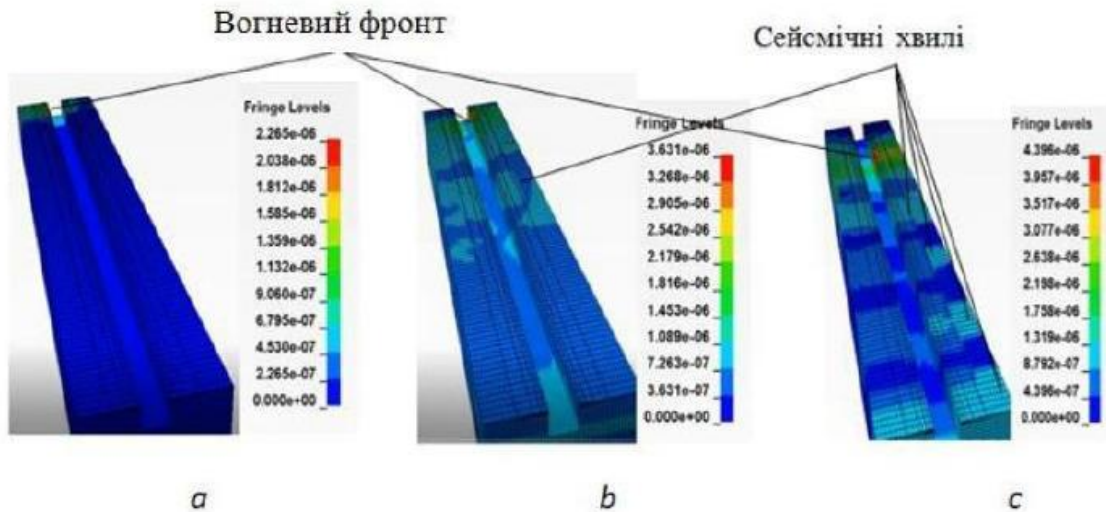 Вогневий фронт
Сейсмічні хвилі
Fringe Levels
2.265e-06
2.038e-06
1.812e-06
1.585e-06
1.359e-06
1.132e-06
9.060e-07
6.795e-07
4.530e-07
2.265e-07
0.000e+00
Fringe Levels
3.631e-06
3.268e-06
2.905e-06
2.542e-06
2.179e-06
1.816e-06
1.453e-06
1.089e-06
7.263e-07
3.631e-07
0.000e+00
Fringe Levels
4.396e-06
3.957e-06
3.517e-06
3.077e-06
2.638e-06
2.198e-06
1.758e-06
1.319e-06
8.792e-07
4.396e-07
0.000e+00
a
b
c